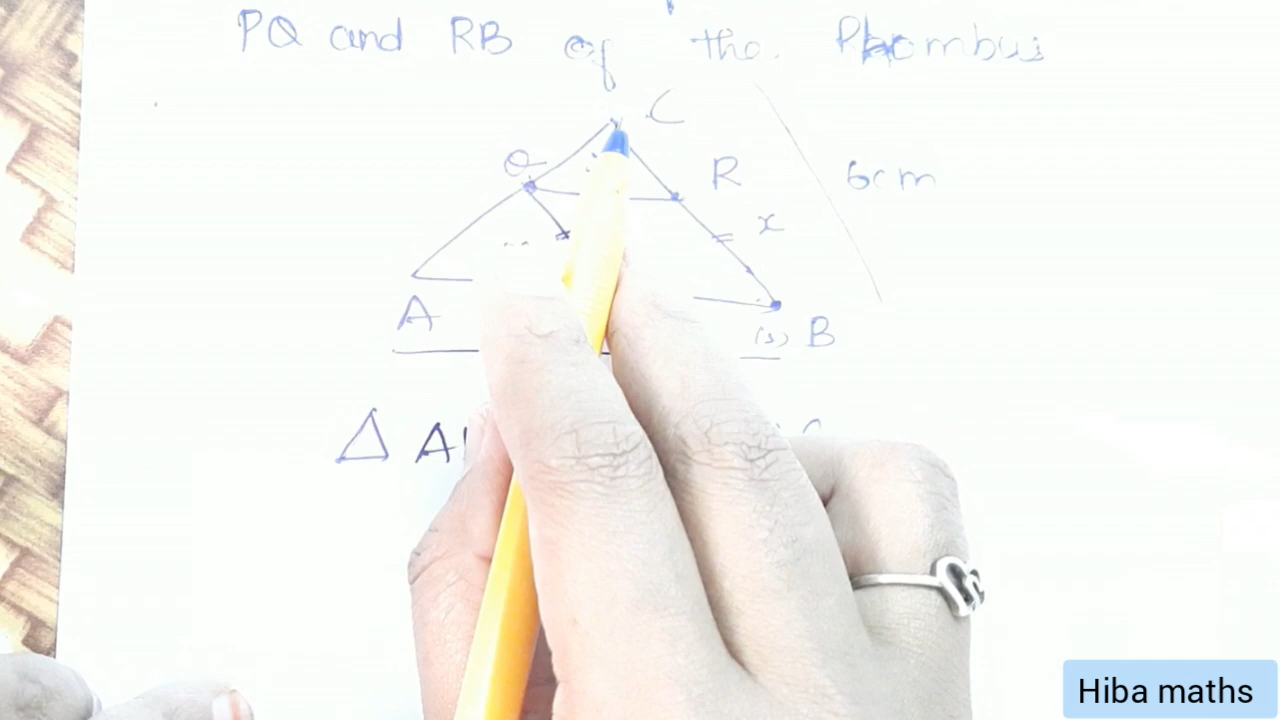 PQ and RB of the Rhombus
C
Q
R
6cm
x
A
(s) B
Δ A
Hiba maths